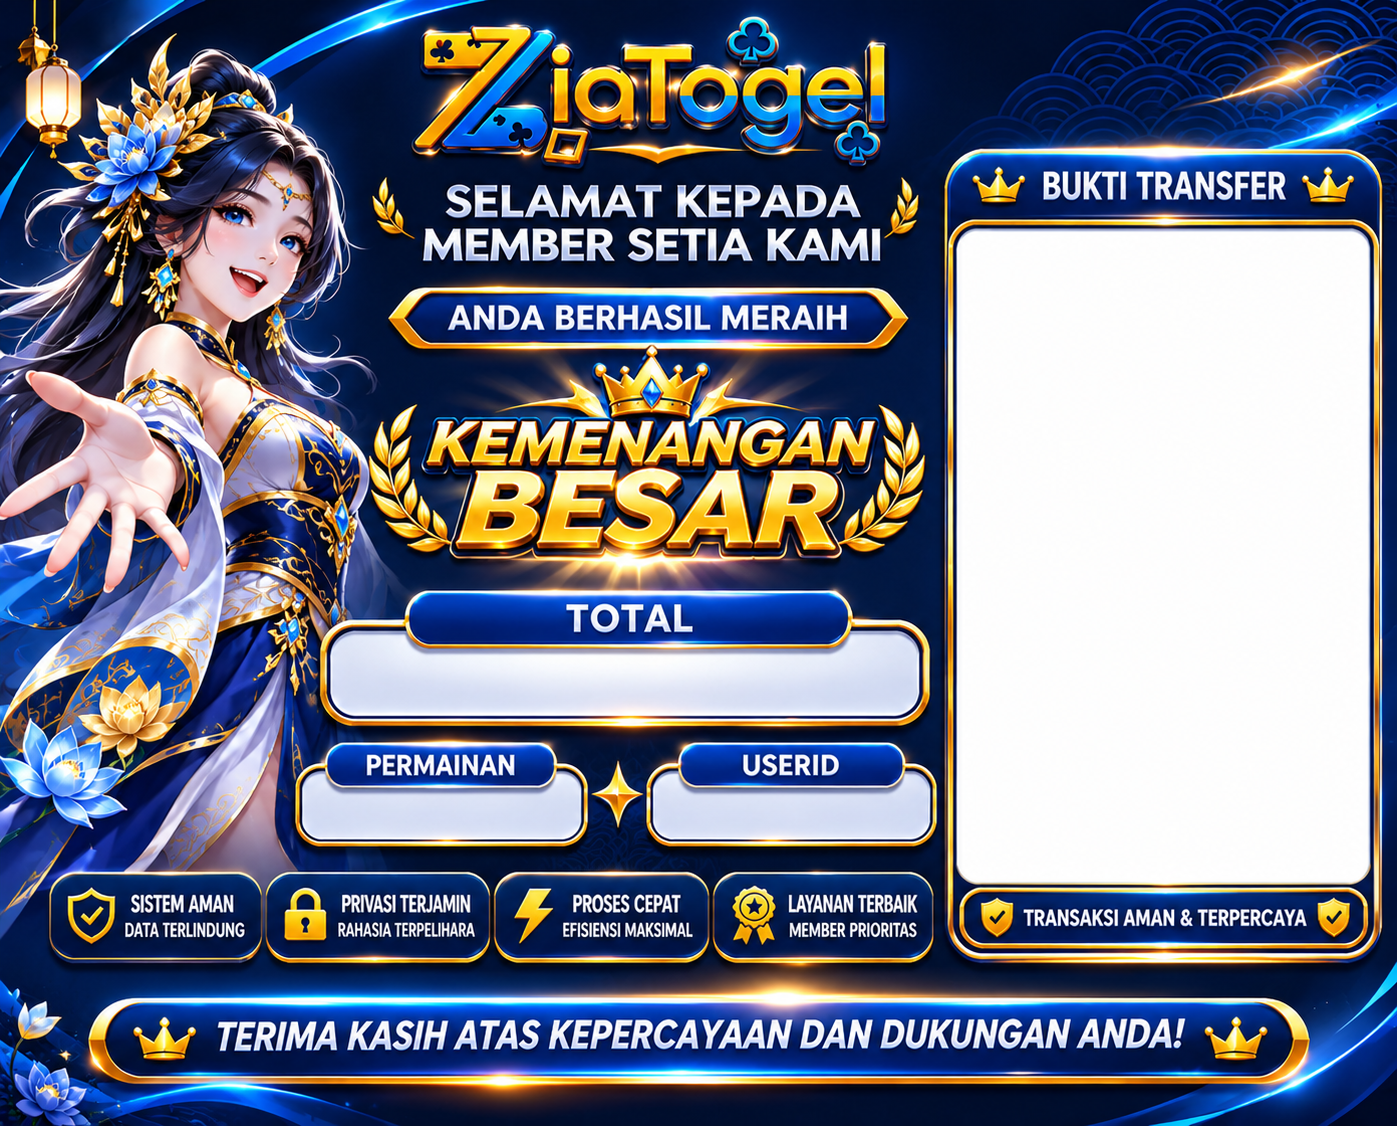 ZiaTogel
SELAMAT KEPADA
MEMBER SETIA KAMI
ANDA BERHASIL MERAIH
KEMENANGAN
BESAR
TOTAL
PERMAINAN
USERID
BUKTI TRANSFER
TRANSAKSI AMAN & TERPERCAYA
SISTEM AMAN
DATA TERLINDUNG
PRIVASI TERJAMIN
RAHASIA TERPELIHARA
PROSES CEPAT
EFISIENSI MAKSIMAL
LAYANAN TERBAIK
MEMBER PRIORITAS
TERIMA KASIH ATAS KEPERCAYAAN DAN DUKUNGAN ANDA!